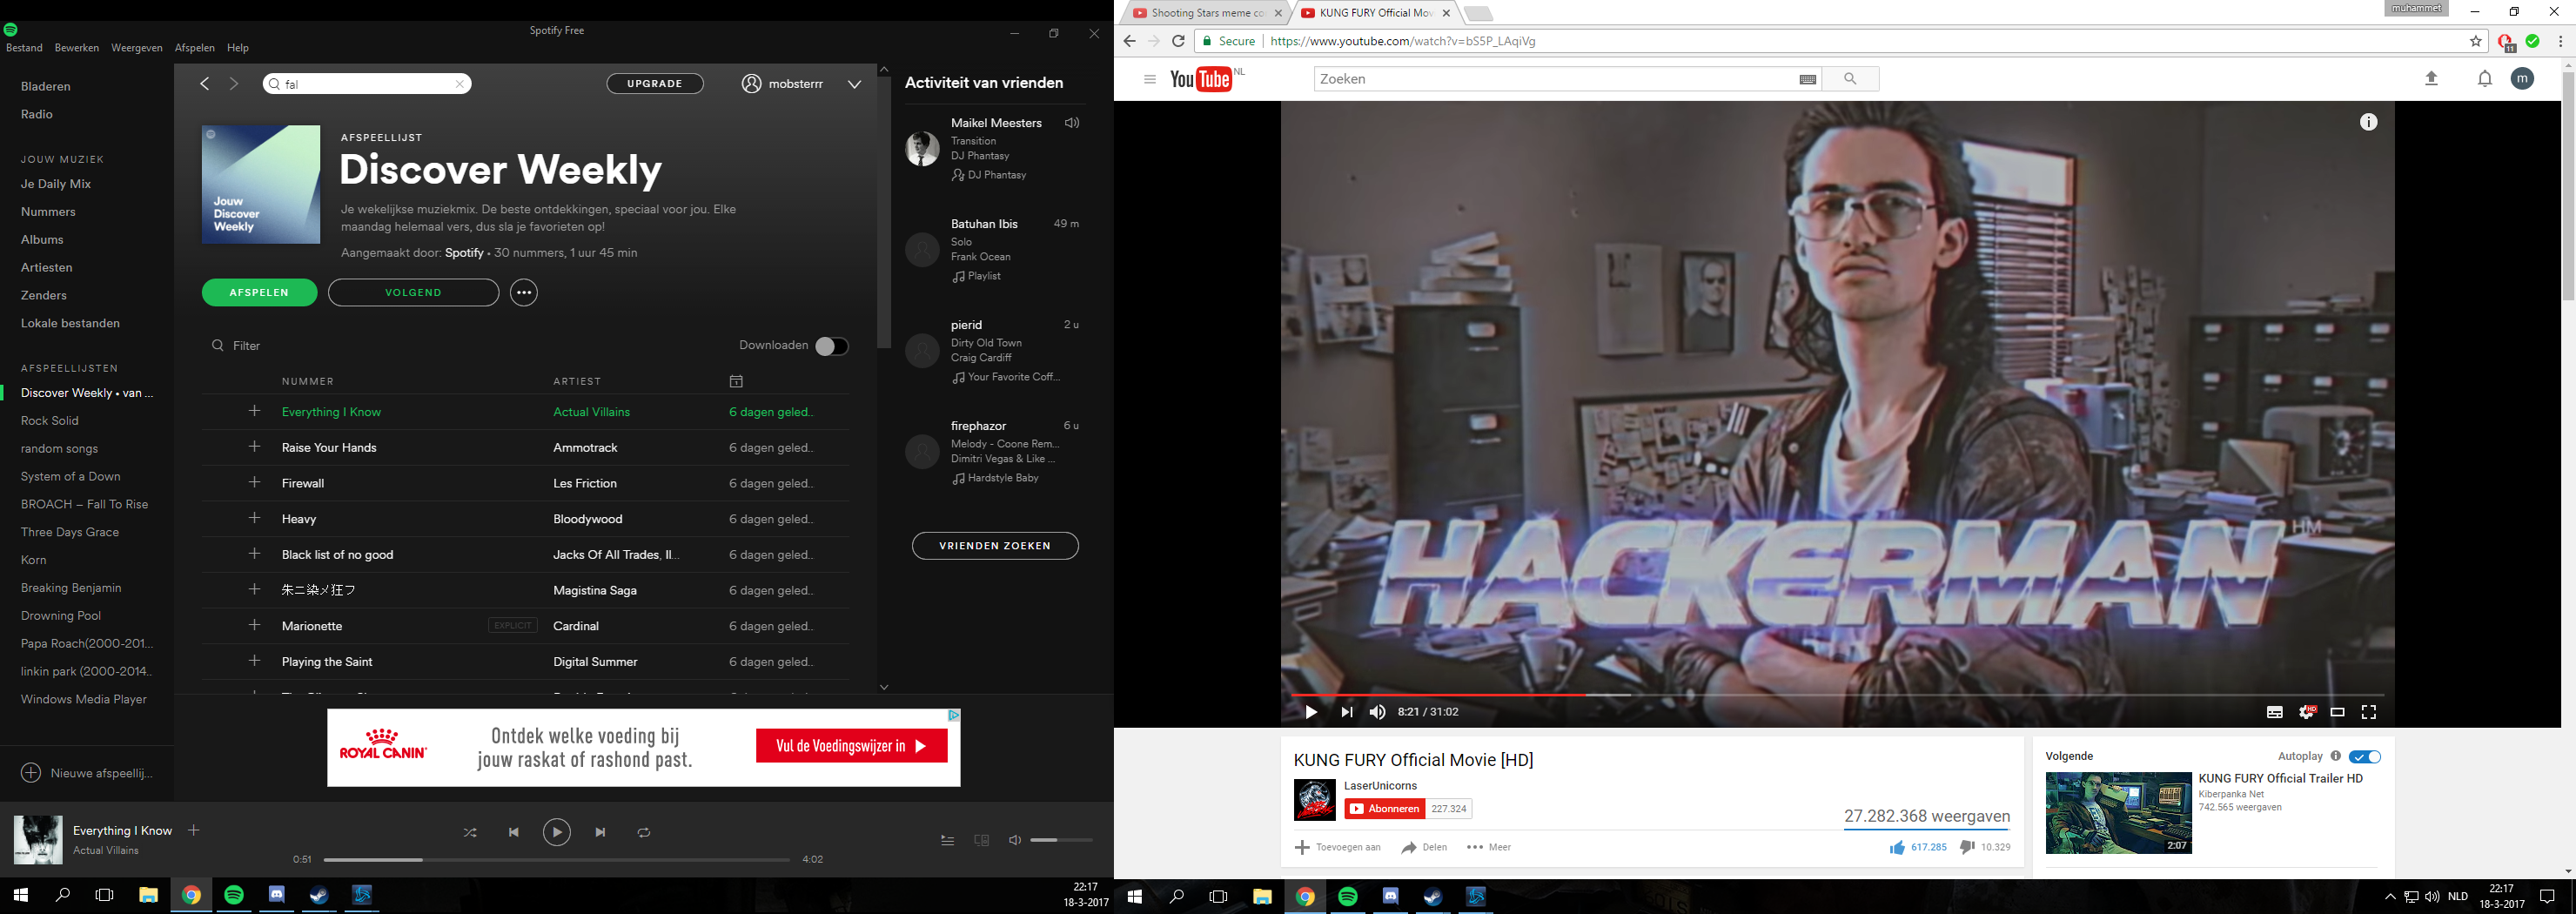 Spotify Free
Bestand Bewerken Weergeven Afspelen Help
Bladeren
Radio
JOUW MUZIEK
Je Daily Mix
Nummers
Albums
Artiesten
Zenders
Lokale bestanden
AFSPEELLIJSTEN
Discover Weekly • van ...
Rock Solid
random songs
System of a Down
BROACH – Fall To Rise
Three Days Grace
Korn
Breaking Benjamin
Drowning Pool
Papa Roach(2000-201...
linkin park (2000-2014..
Windows Media Player
Nieuwe afspeellij...
fal
UPGRADE
mobsterrr
Jouw
Discover
Weekly
AFSPEELLIJST
Discover Weekly
Je wekelijkse muziekmix. De beste ontdekkingen, speciaal voor jou. Elke
maandag helemaal vers, dus sla je favorieten op!
Aangemaakt door: Spotify • 30 nummers, 1 uur 45 min
AFSPELEN
VOLGEND
Filter
Downloaden
NUMMER ARTIEST
Everything I Know Actual Villains 6 dagen geled..
Raise Your Hands Ammotrack 6 dagen geled..
Firewall Les Friction 6 dagen geled..
Heavy Bloodywood 6 dagen geled..
Black list of no good Jacks Of All Trades, Il... 6 dagen geled..
朱ニ染メ狂フ Magistina Saga 6 dagen geled..
Marionette EXPLICIT Cardinal 6 dagen geled..
Playing the Saint Digital Summer 6 dagen geled..
Activiteit van vrienden
Maikel Meesters
Transition
DJ Phantasy
DJ Phantasy
Batuhan Ibis 49 m
Solo
Frank Ocean
Playlist
pierid 2 u
Dirty Old Town
Craig Cardiff
Your Favorite Coff...
firephazor 6 u
Melody - Coone Rem...
Dimitri Vegas & Like ...
Hardstyle Baby
VRIENDEN ZOEKEN
ROYAL CANIN
Ontdek welke voeding bij
jouw raskat of rashond past.
Vul de Voedingswijzer in
Everything I Know
Actual Villains
0:51
4:02
22:17
18-3-2017
Shooting Stars meme co
KUNG FURY Official Mov
muhammet
Secure
https://www.youtube.com/watch?v=bS5P_LAqiVg
11
YouTube NL
Zoeken
m
HACKERMAN
HM
8:21 / 31:02
HD
KUNG FURY Official Movie [HD]
LaserUnicorns
Abonneren 227.324
27.282.368 weergaven
Toevoegen aan Delen Meer
617.285 10.329
Volgende
Autoplay
KUNG FURY Official Trailer HD
Kiberpanka Net
742.565 weergaven
2:07
NLD
22:17
18-3-2017